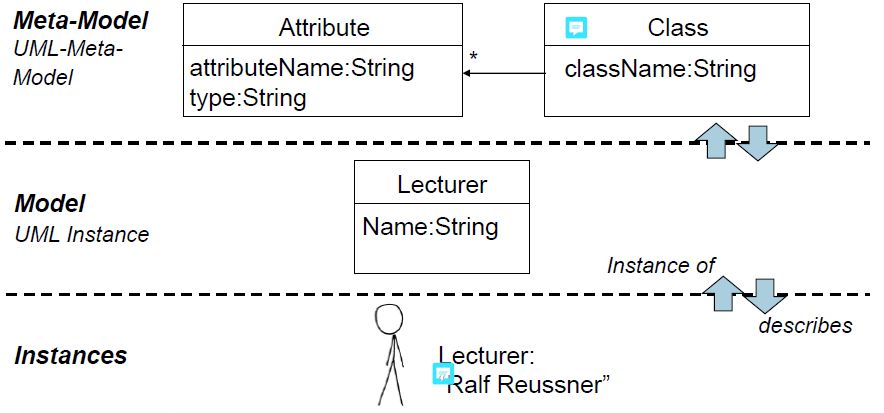 Meta-Model
UML-Meta-
Model
Attribute
attributeName:String
type:String
*
Class
className:String
Model
UML Instance
Lecturer
Name:String
Instance of
describes
Instances
Lecturer:
Ralf Reussner”